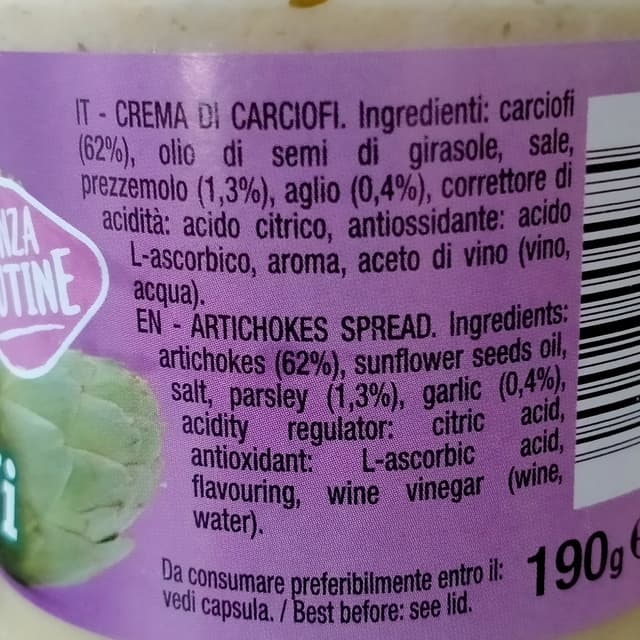 IT - CREMA DI CARCIOFI. Ingredienti: carciofi
(62%), olio di semi di girasole, sale,
prezzemolo (1,3%), aglio (0,4%), correttore di
acidità: acido citrico, antiossidante: acido
L-ascorbico, aroma, aceto di vino (vino,
acqua).
EN - ARTICHOKES SPREAD. Ingredients:
artichokes (62%), sunflower seeds oil,
salt, parsley (1,3%), garlic (0,4%),
acidity regulator: citric acid,
antioxidant: L-ascorbic acid,
flavouring, wine vinegar (wine,
water).
Da consumare preferibilmente entro il:
vedi capsula. / Best before: see lid.
190g